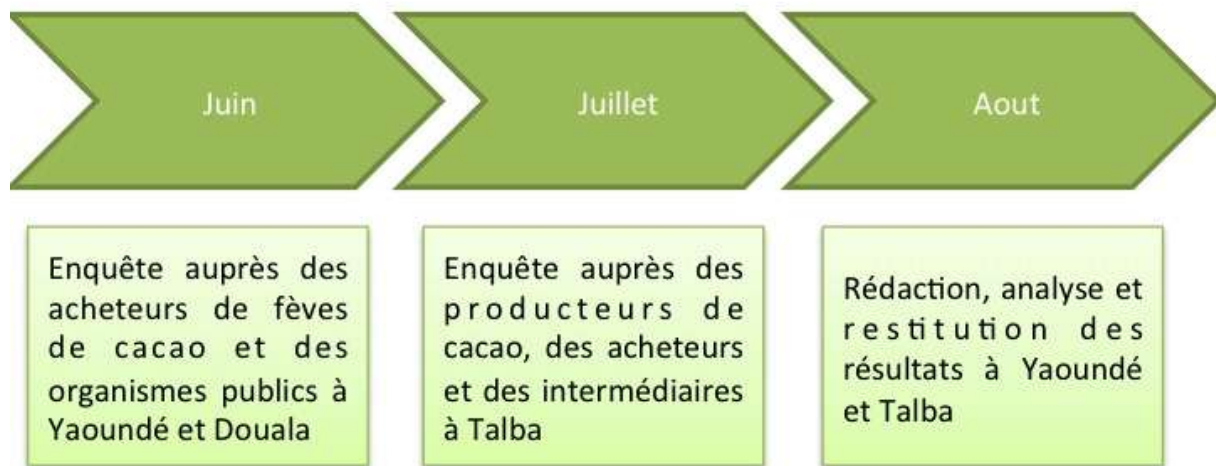 Juin
Juillet
Aout
Enquête auprès des
acheteurs de fèves
de cacao et des
organismes publics à
Yaoundé et Douala
Enquête auprès des
producteurs de
cacao, des acheteurs
et des intermédiaires
à Talba
Rédaction, analyse et
restitution des
résultats à Yaoundé
et Talba